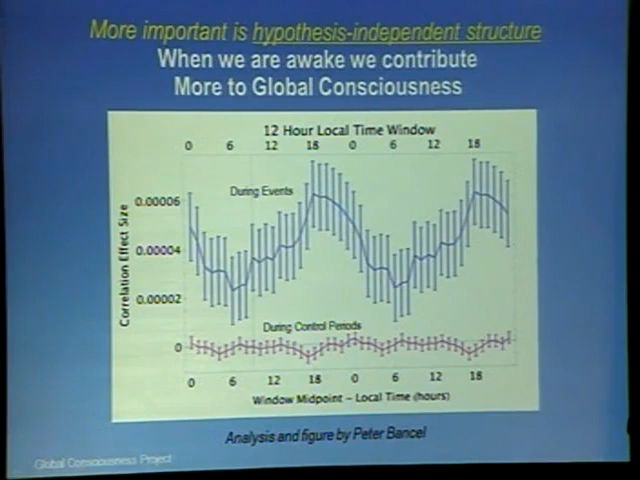 More important is hypothesis-independent structure
When we are awake we contribute
More to Global Consciousness
12 Hour Local Time Window
0 6 12 18 0 6 12 18
During Events
Correlation Effect Size
0.00006
0.00004
0.00002
0
During Control Periods
0 6 12 18 0 6 12 18
Window Midpoint - Local Time (hours)
Analysis and figure by Peter Bancel
Global Consciousness Project